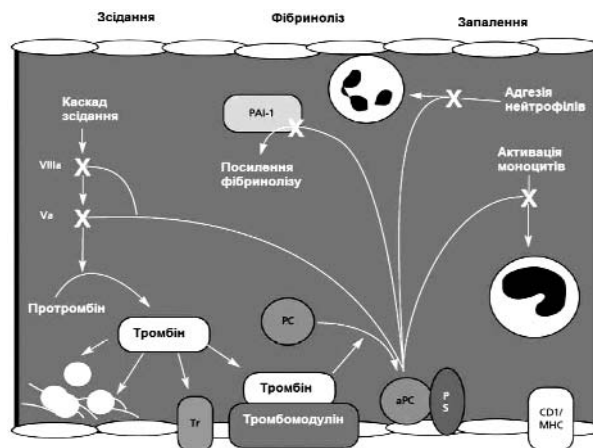 Зсідання
Фібриноліз
Запалення
Каскад
зсідання
VIIIa
Va
Протромбін
Тромбін
PAI-1
Посилення
фібринолізу
Адгезія
нейтрофілів
Активація
моноцитів
PC
Тромбін
Тромбомодулін
Tr
aPC
P
S
CD1/
MHC
X
X
X
X
X